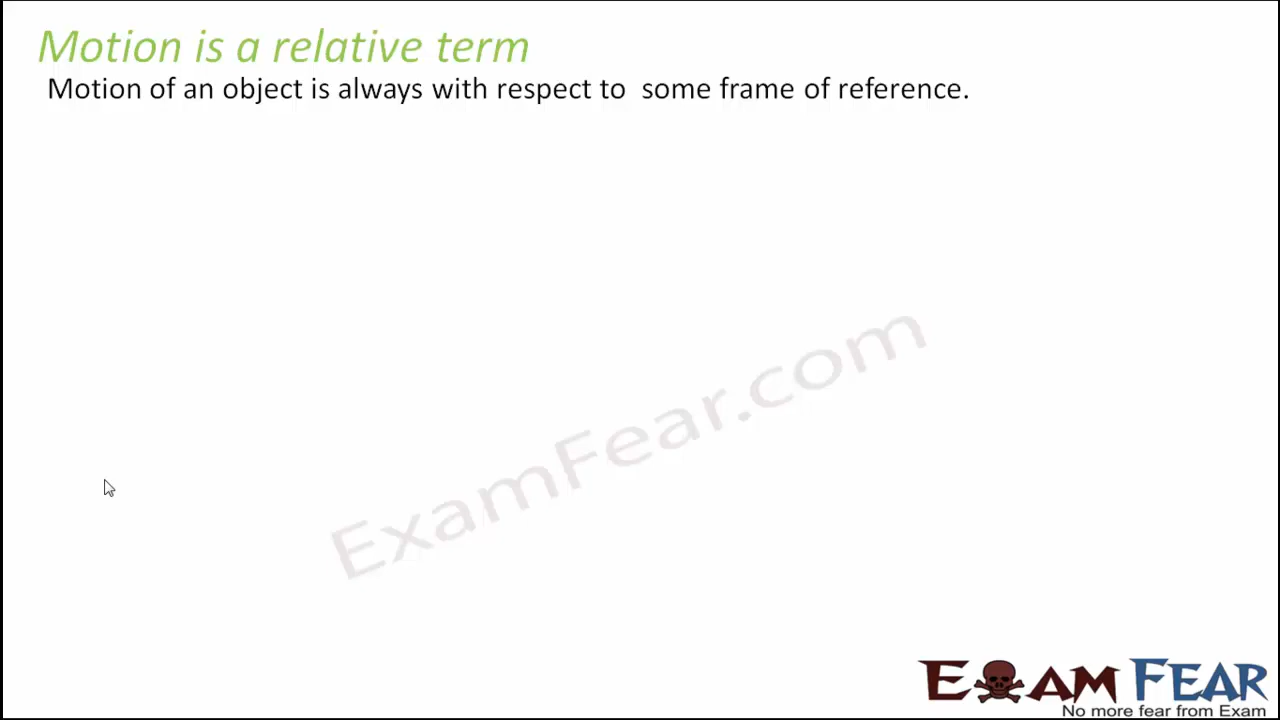 Motion is a relative term
Motion of an object is always with respect to  some frame of reference.
ExamFear.com
EXAM FEAR
No more fear from Exam